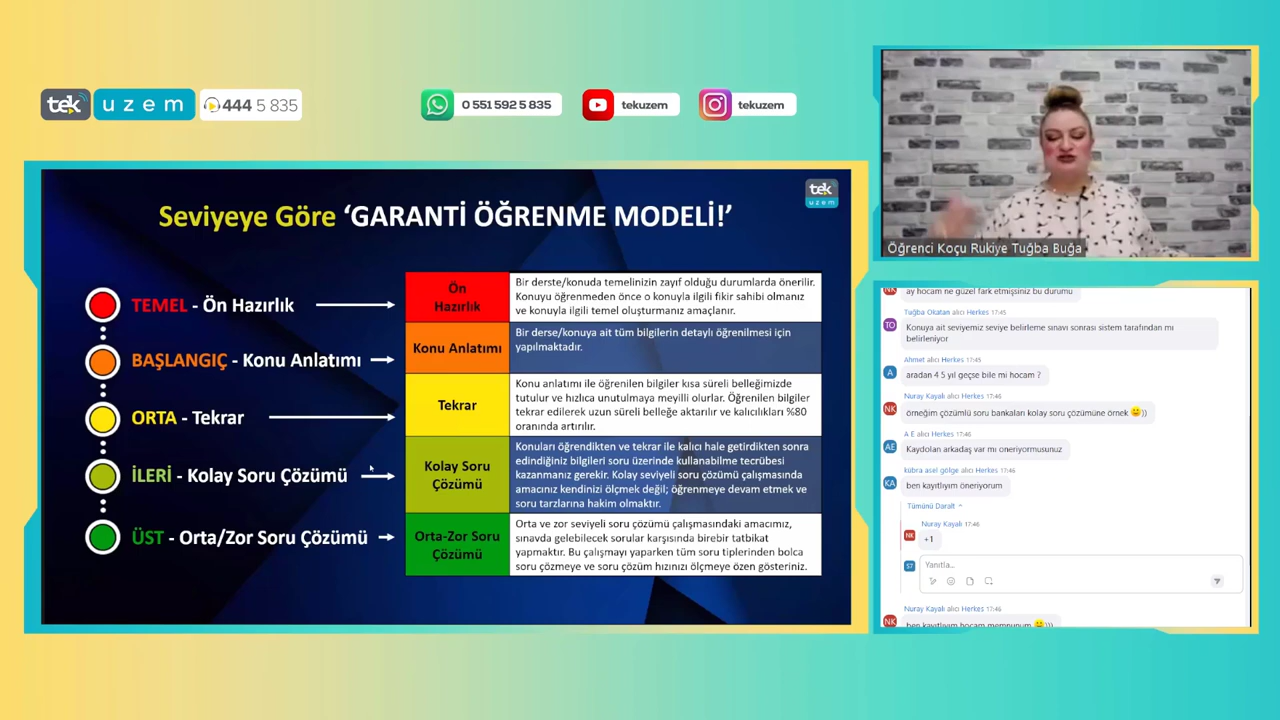 tek uzem 444 5 835
0 551 592 5 835
tekuzem
tekuzem
tek
uzem
Seviyeye Göre ‘GARANTİ ÖĞRENME MODELİ!’
TEMEL - Ön Hazırlık
BAŞLANGIÇ - Konu Anlatımı
ORTA - Tekrar
İLERİ - Kolay Soru Çözümü
ÜST - Orta/Zor Soru Çözümü
Ön
Hazırlık
Bir derste/konuda temelinizin zayıf olduğu durumlarda önerilir.
Konuyu öğrenmeden önce o konuyla ilgili fikir sahibi olmanız
ve konuyla ilgili temel oluşturmanız amaçlanır.
Konu Anlatımı
Bir derse/konuya ait tüm bilgilerin detaylı öğrenilmesi için
yapılmaktadır.
Tekrar
Konu anlatımı ile öğrenilen bilgiler kısa süreli belleğimizde
tutulur ve hızlıca unutulmaya meyilli olurlar. Öğrenilen bilgiler
tekrar edilerek uzun süreli belleğe aktarılır ve kalıcılıkları %80
oranında artırılır.
Kolay Soru
Çözümü
Konuları öğrendikten ve tekrar ile kalıcı hale getirdikten sonra
edindiğiniz bilgileri soru üzerinde kullanabilme tecrübesi
kazanmanız gerekir. Kolay seviyeli soru çözümü çalışmasında
amacınız kendinizi ölçmek değil; öğrenmeye devam etmek ve
soru tarzlarına hakim olmaktır.
Orta-Zor Soru
Çözümü
Orta ve zor seviyeli soru çözümü çalışmasındaki amacımız,
sınavda gelebilecek sorular karşısında birebir tatbikat
yapmaktır. Bu çalışmayı yaparken tüm soru tiplerinden bolca
soru çözmeye ve soru çözüm hızınızı ölçmeye özen gösteriniz.
Öğrenci Koçu Rukiye Tuğba Buğa
NK
ay hocam ne güzel fark etmişsiniz bu durumu
Tuğba Okatan alıcı Herkes 17:45
TO
Konuya ait seviyemiz seviye belirleme sınavı sonrası sistem tarafından mı
belirleniyor
Ahmet alıcı Herkes 17:45
A
aradan 4 5 yıl geçse bile mi hocam ?
Nuray Kayalı alıcı Herkes 17:46
NK
örneğim çözümlü soru bankaları kolay soru çözümüne örnek 😀))
A E alıcı Herkes 17:46
AE
Kaydolan arkadaş var mı oneriyormusunuz
kübra asel gölge alıcı Herkes 17:46
KA
ben kayıtlıyım öneriyorum
Tümünü Daralt
Nuray Kayalı 17:46
NK
+1
Yanıtla...
Nuray Kayalı alıcı Herkes 17:46
NK
ben kayıtlıyım hocam memnunum 😀)))